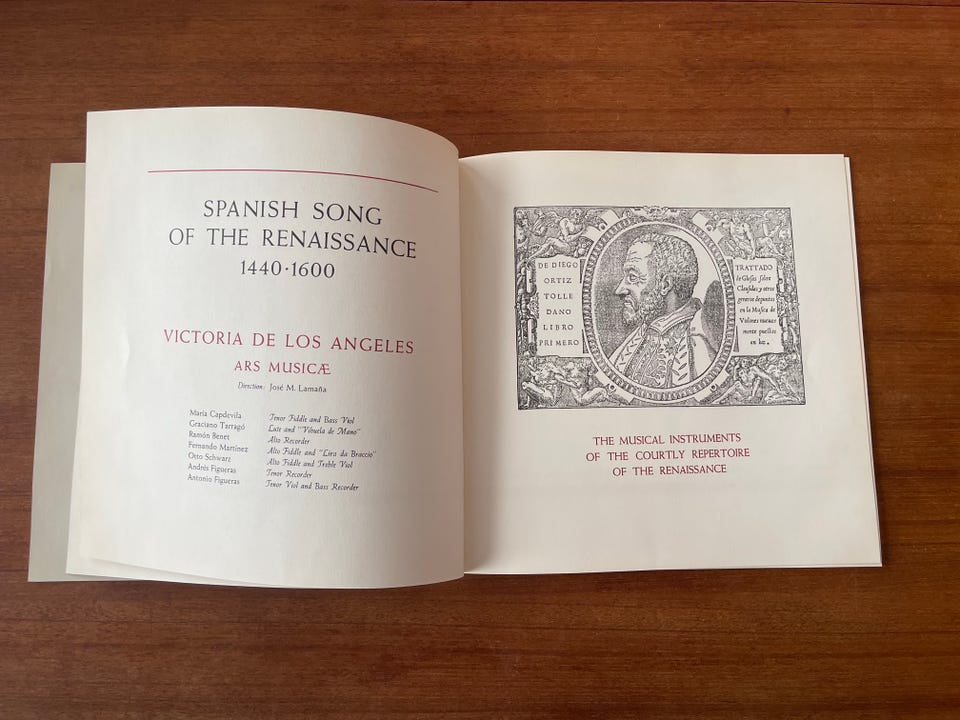 SPANISH SONG
OF THE RENAISSANCE
1440·1600
VICTORIA DE LOS ANGELES
ARS MUSICÆ
Direction: José M. Lamaña
María Capdevila Tenor Fiddle and Bass Viol
Graciano Tarragó Lute and "Vihuela de Mano"
Ramón Benet Alto Recorder
Fernando Martínez Alto Fiddle and "Lira da Braccio"
Otto Schwarz Alto Fiddle and Treble Viol
Andrés Figueras Tenor Recorder
Antonio Figueras Tenor Viol and Bass Recorder
DE DIEGO
ORTIZ
TOLLE
DANO
LIBRO
PRIMERO
TRATTADO
de Glosas sobre
Clausulas y otros
generos depuntos
en la Musica de
Violones nueua
mente puestos
en luz.
THE MUSICAL INSTRUMENTS
OF THE COURTLY REPERTOIRE
OF THE RENAISSANCE